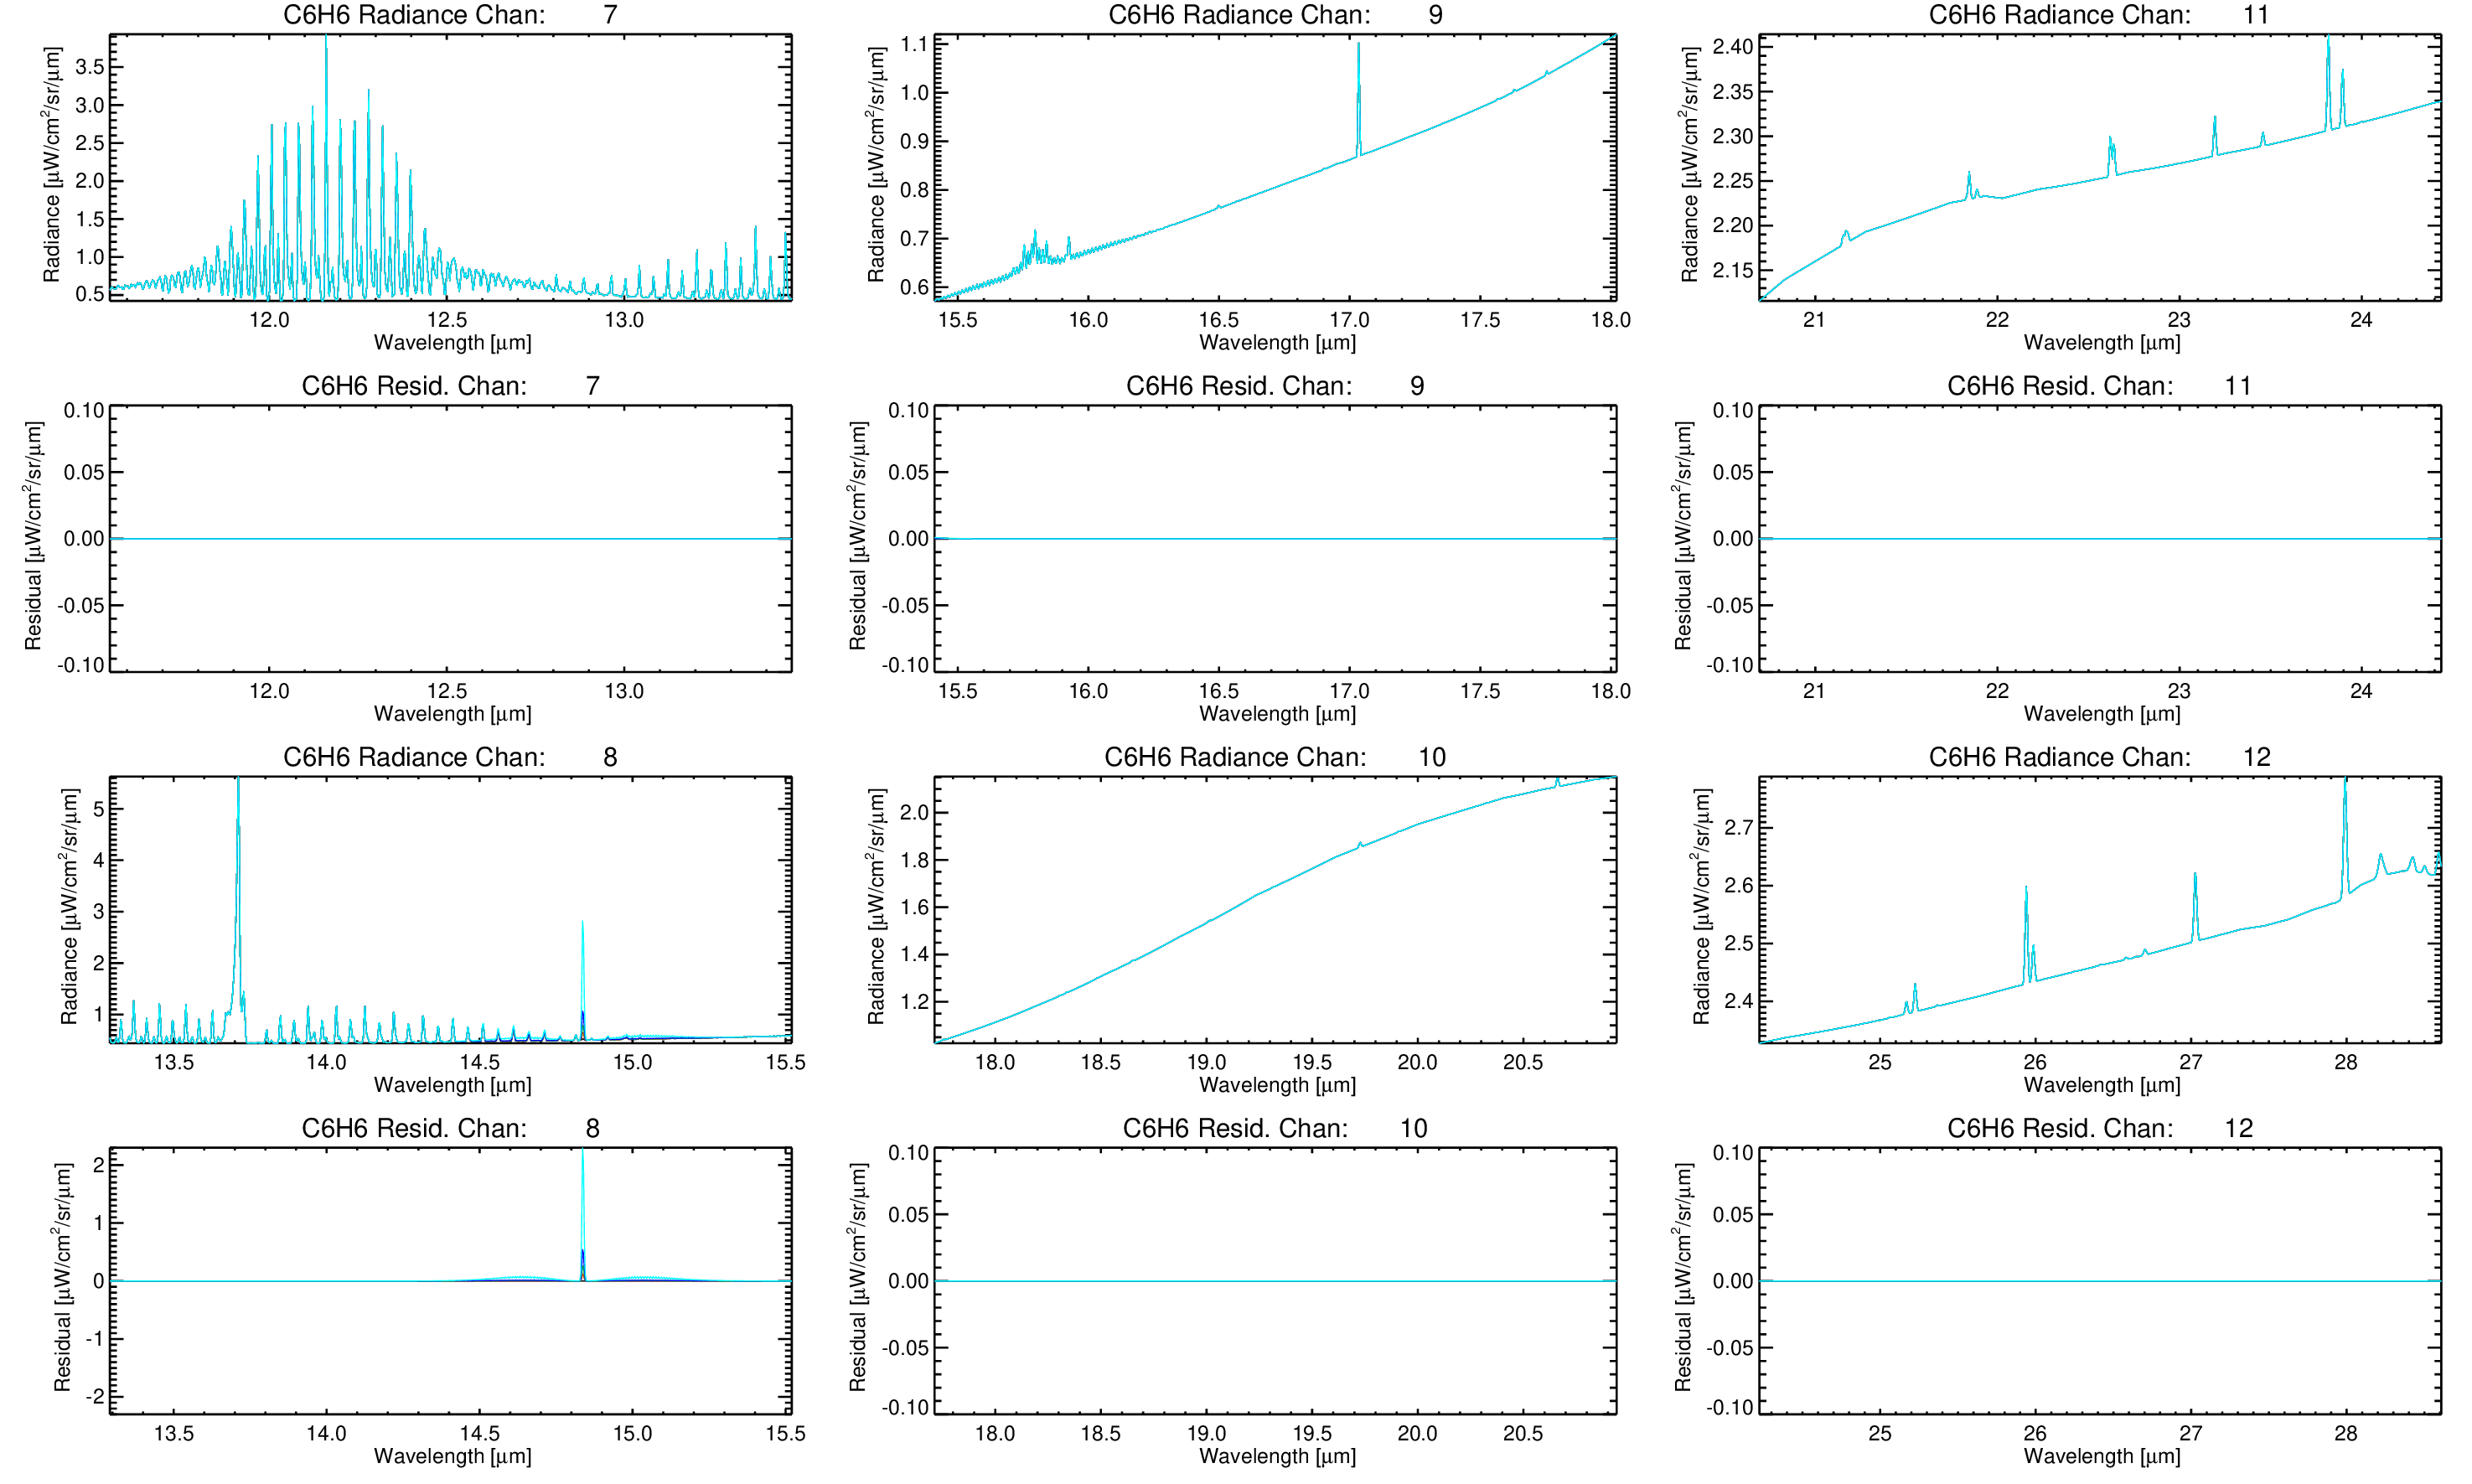 C6H6 Radiance Chan: 7
Radiance [μW/cm²/sr/μm]
3.5
3.0
2.5
2.0
1.5
1.0
0.5
12.0 12.5 13.0
Wavelength [μm]
C6H6 Radiance Chan: 9
Radiance [μW/cm²/sr/μm]
1.1
1.0
0.9
0.8
0.7
0.6
15.5 16.0 16.5 17.0 17.5 18.0
Wavelength [μm]
C6H6 Radiance Chan: 11
Radiance [μW/cm²/sr/μm]
2.40
2.35
2.30
2.25
2.20
2.15
21 22 23 24
Wavelength [μm]
C6H6 Resid. Chan: 7
Residual [μW/cm²/sr/μm]
0.10
0.05
0.00
-0.05
-0.10
12.0 12.5 13.0
Wavelength [μm]
C6H6 Resid. Chan: 9
Residual [μW/cm²/sr/μm]
0.10
0.05
0.00
-0.05
-0.10
15.5 16.0 16.5 17.0 17.5 18.0
Wavelength [μm]
C6H6 Resid. Chan: 11
Residual [μW/cm²/sr/μm]
0.10
0.05
0.00
-0.05
-0.10
21 22 23 24
Wavelength [μm]
C6H6 Radiance Chan: 8
Radiance [μW/cm²/sr/μm]
5
4
3
2
1
13.5 14.0 14.5 15.0 15.5
Wavelength [μm]
C6H6 Radiance Chan: 10
Radiance [μW/cm²/sr/μm]
2.0
1.8
1.6
1.4
1.2
18.0 18.5 19.0 19.5 20.0 20.5
Wavelength [μm]
C6H6 Radiance Chan: 12
Radiance [μW/cm²/sr/μm]
2.7
2.6
2.5
2.4
25 26 27 28
Wavelength [μm]
C6H6 Resid. Chan: 8
Residual [μW/cm²/sr/μm]
2
1
0
-1
-2
13.5 14.0 14.5 15.0 15.5
Wavelength [μm]
C6H6 Resid. Chan: 10
Residual [μW/cm²/sr/μm]
0.10
0.05
0.00
-0.05
-0.10
18.0 18.5 19.0 19.5 20.0 20.5
Wavelength [μm]
C6H6 Resid. Chan: 12
Residual [μW/cm²/sr/μm]
0.10
0.05
0.00
-0.05
-0.10
25 26 27 28
Wavelength [μm]